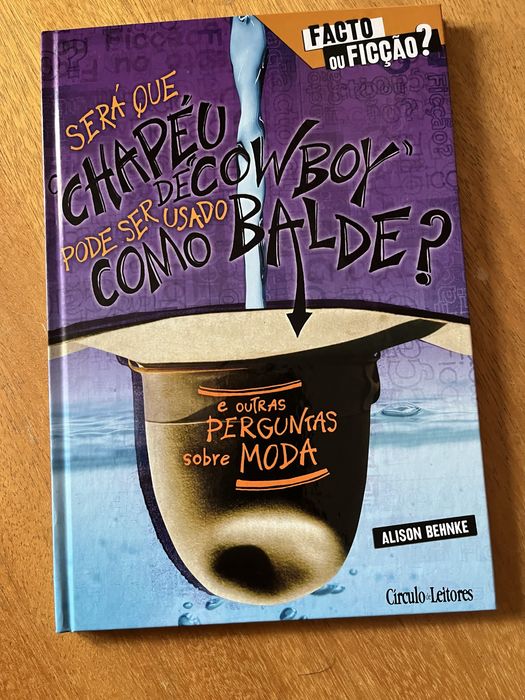 FACTO
OU FICÇÃO?
SERÁ QUE
CHAPÉU
DE "COWBOY"
PODE SER USADO
COMO BALDE?
e OUTRAS
PERGUNTAS
sobre MODA
ALISON BEHNKE
Círculo de Leitores